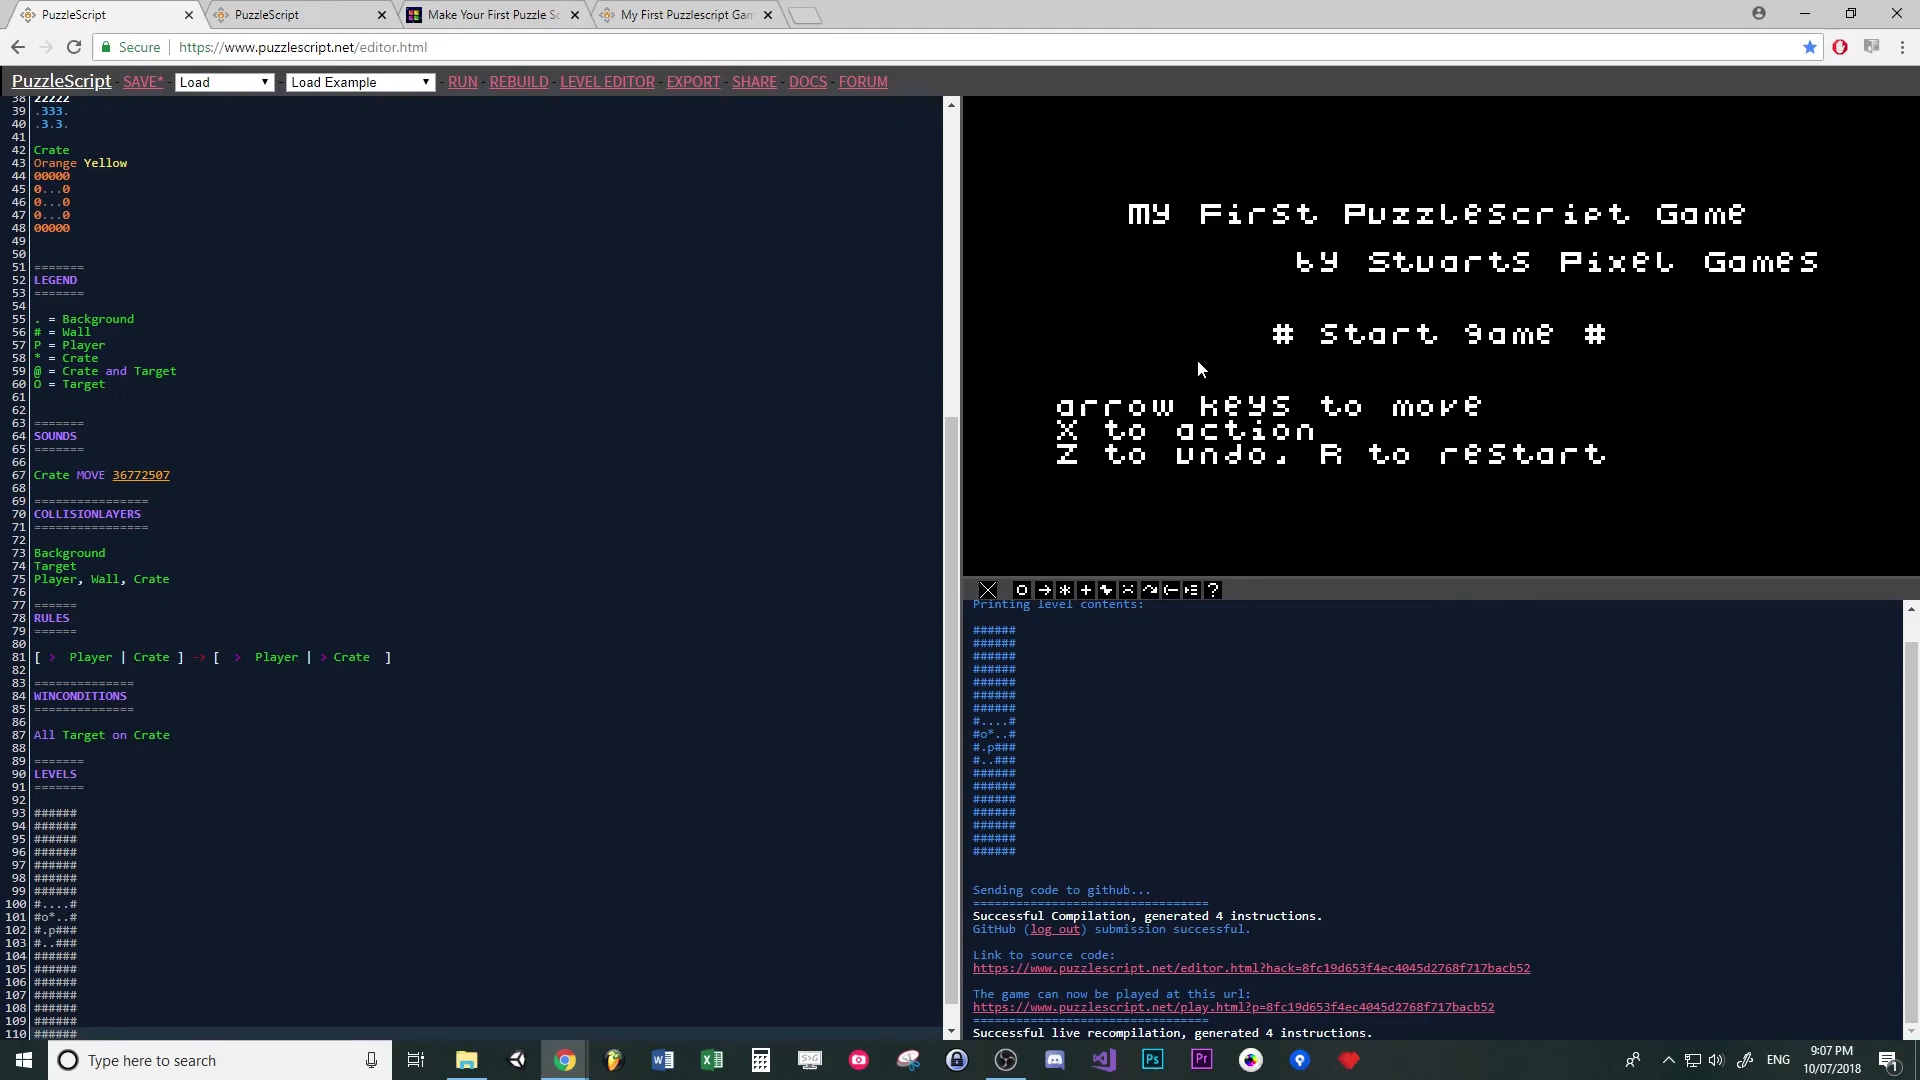 PuzzleScript
PuzzleScript
Make Your First Puzzle Sc
My First Puzzlescript Gam
Secure
https://www.puzzlescript.net/editor.html
PuzzleScript - SAVE* - Load Load Example - RUN - REBUILD - LEVEL EDITOR - EXPORT - SHARE - DOCS - FORUM
38 22222
39 .333.
40 .3.3.
41
42 Crate
43 Orange Yellow
44 00000
45 0...0
46 0...0
47 0...0
48 00000
49
50
51 =======
52 LEGEND
53 =======
54
55 . = Background
56 # = Wall
57 P = Player
58 * = Crate
59 @ = Crate and Target
60 O = Target
61
62
63 =======
64 SOUNDS
65 =======
66
67 Crate MOVE 36772507
68
69 ================
70 COLLISIONLAYERS
71 ================
72
73 Background
74 Target
75 Player, Wall, Crate
76
77 ======
78 RULES
79 ======
80
81 [ > Player | Crate ] -> [ > Player | > Crate ]
82
83 ==============
84 WINCONDITIONS
85 ==============
86
87 All Target on Crate
88
89 =======
90 LEVELS
91 =======
92
93 ######
94 ######
95 ######
96 ######
97 ######
98 ######
99 ######
100 #....#
101 #o*..#
102 #.p###
103 #..###
104 ######
105 ######
106 ######
107 ######
108 ######
109 ######
110 ######
My First PuzzleScript Game
by Stuarts Pixel Games
# start game #
arrow keys to move
X to action
Z to undo, R to restart
Printing level contents:
######
######
######
######
######
######
######
#....#
#o*..#
#.p###
#..###
######
######
######
######
######
######
######
Sending code to github...
=================================
Successful Compilation, generated 4 instructions.
GitHub (log out) submission successful.
Link to source code:
https://www.puzzlescript.net/editor.html?hack=8fc19d653f4ec4045d2768f717bacb52
The game can now be played at this url:
https://www.puzzlescript.net/play.html?p=8fc19d653f4ec4045d2768f717bacb52
=================================
Successful live recompilation, generated 4 instructions.
Type here to search
ENG
9:07 PM
10/07/2018